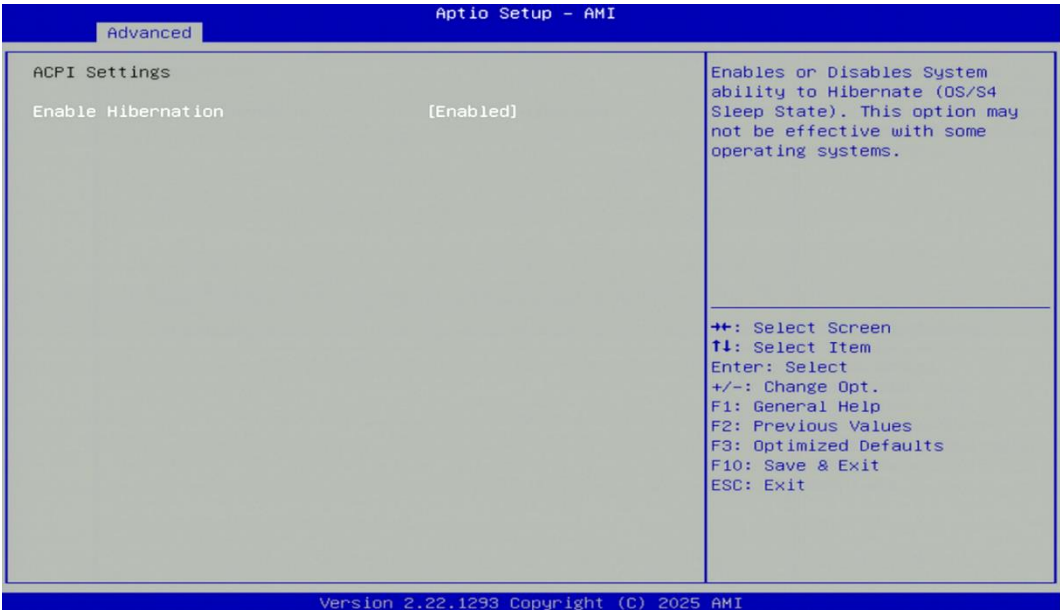 Aptio Setup - AMI
Advanced
ACPI Settings
Enable Hibernation [Enabled]
Enables or Disables System
ability to Hibernate (OS/S4
Sleep State). This option may
not be effective with some
operating systems.
→←: Select Screen
↑↓: Select Item
Enter: Select
+/-: Change Opt.
F1: General Help
F2: Previous Values
F3: Optimized Defaults
F10: Save & Exit
ESC: Exit
Version 2.22.1293 Copyright (C) 2025 AMI